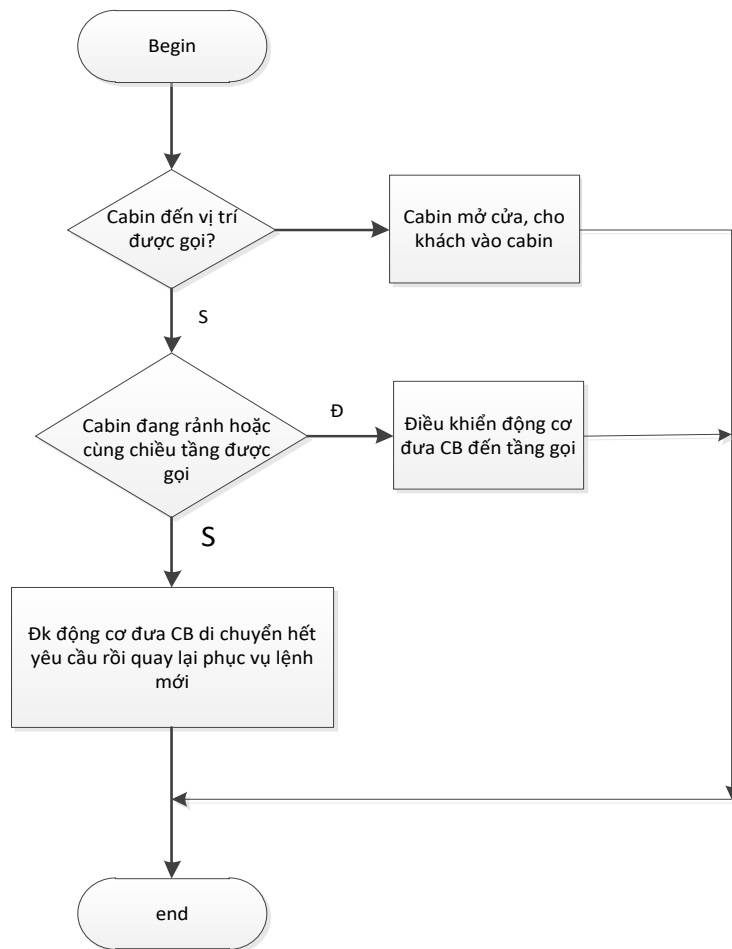 Begin
Cabin đến vị trí
được gọi?
Cabin mở cửa, cho
khách vào cabin
S
Cabin đang rảnh hoặc
cùng chiều tầng được
gọi
Đ
Điều khiển động cơ
đưa CB đến tầng gọi
S
Đk động cơ đưa CB di chuyển hết
yêu cầu rồi quay lại phục vụ lệnh
mới
end